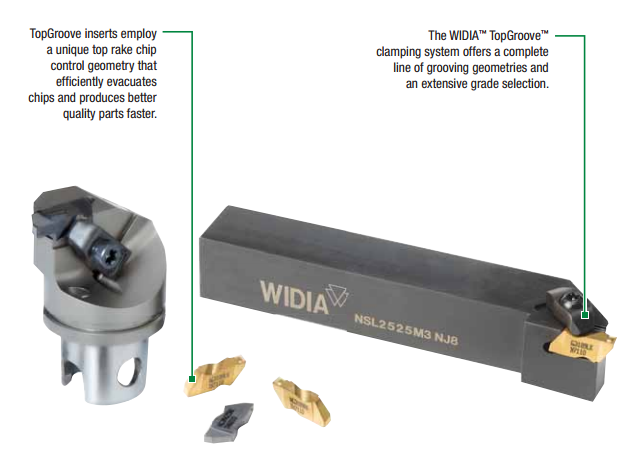 TopGroove inserts employ
a unique top rake chip
control geometry that
efficiently evacuates
chips and produces better
quality parts faster.
The WIDIA™ TopGroove™
clamping system offers a complete
line of grooving geometries and
an extensive grade selection.
WIDIA
NSL2525M3 NJ8